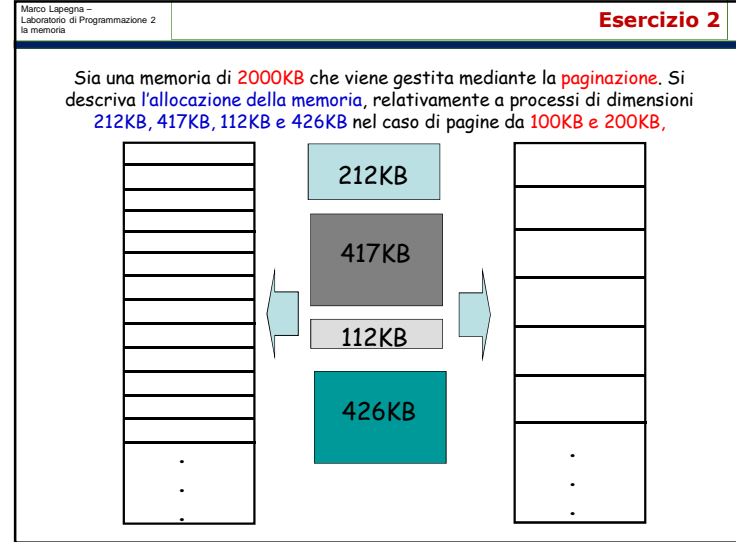 Marco Lapegna –
Laboratorio di Programmazione 2
la memoria
Esercizio 2
Sia una memoria di 2000KB che viene gestita mediante la paginazione. Si
descriva l'allocazione della memoria, relativamente a processi di dimensioni
212KB, 417KB, 112KB e 426KB nel caso di pagine da 100KB e 200KB,
212KB
417KB
112KB
426KB
.
.
.
.
.
.